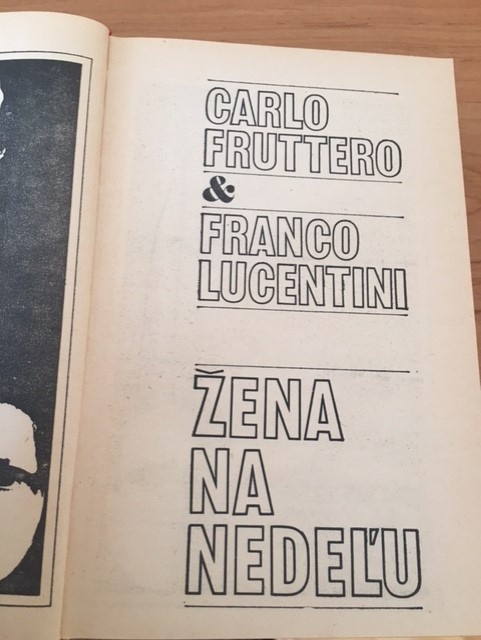 CARLO
FRUTTERO
&
FRANCO
LUCENTINI
ŽENA
NA
NEDEĽU